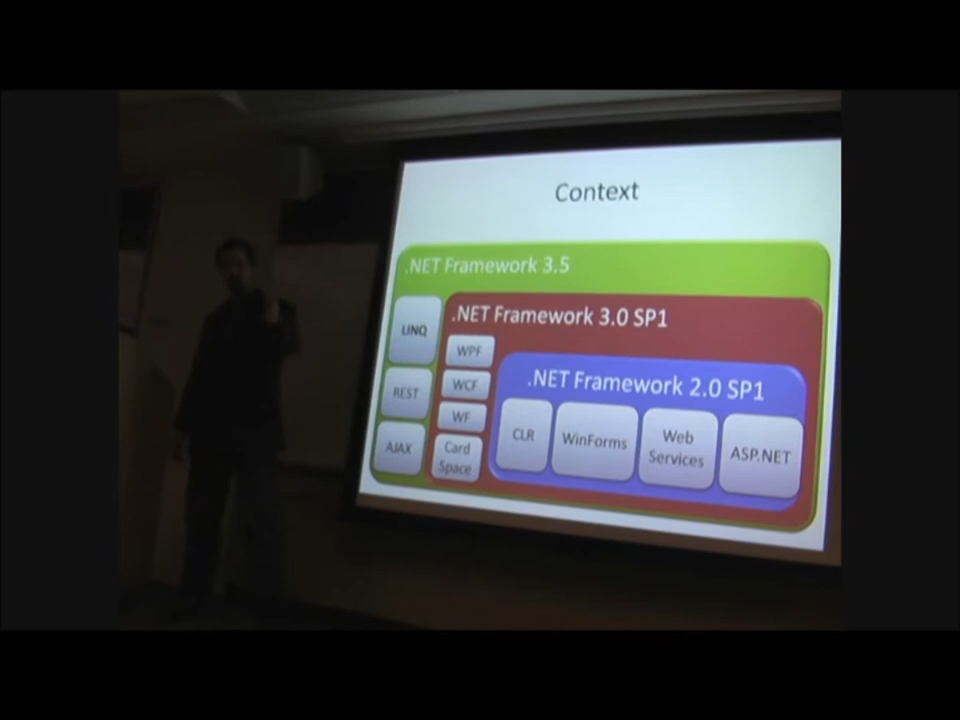 Context
.NET Framework 3.5
LINQ
REST
AJAX
.NET Framework 3.0 SP1
WPF
WCF
WF
Card
Space
.NET Framework 2.0 SP1
CLR
WinForms
Web
Services
ASP.NET